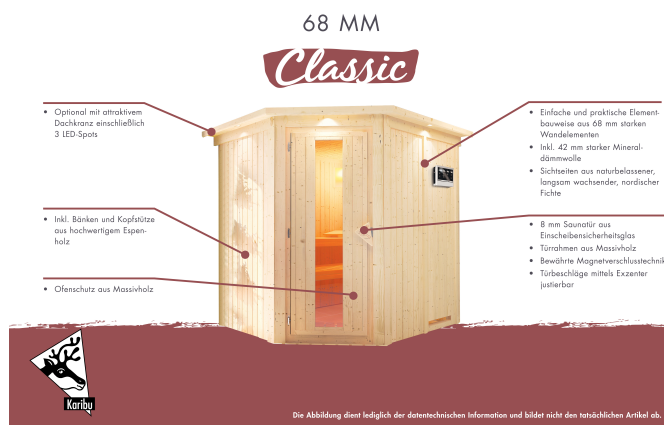 68 MM
Classic
• Optional mit attraktivem
Dachkranz einschließlich
3 LED-Spots
• Inkl. Bänken und Kopfstütze
aus hochwertigem Espen-
holz
• Ofenschutz aus Massivholz
• Einfache und praktische Element-
bauweise aus 68 mm starken
Wandelementen
• Inkl. 42 mm starker Mineral-
dämmwolle
• Sichtseiten aus naturbelassener,
langsam wachsender, nordischer
Fichte
• 8 mm Saunatür aus
Einscheibensicherheitsglas
• Türrahmen aus Massivholz
• Bewährte Magnetverschlusstechnik
• Türbeschläge mittels Exzenter
justierbar
Karibu
Die Abbildung dient lediglich der datentechnischen Information und bildet nicht den tatsächlichen Artikel ab.